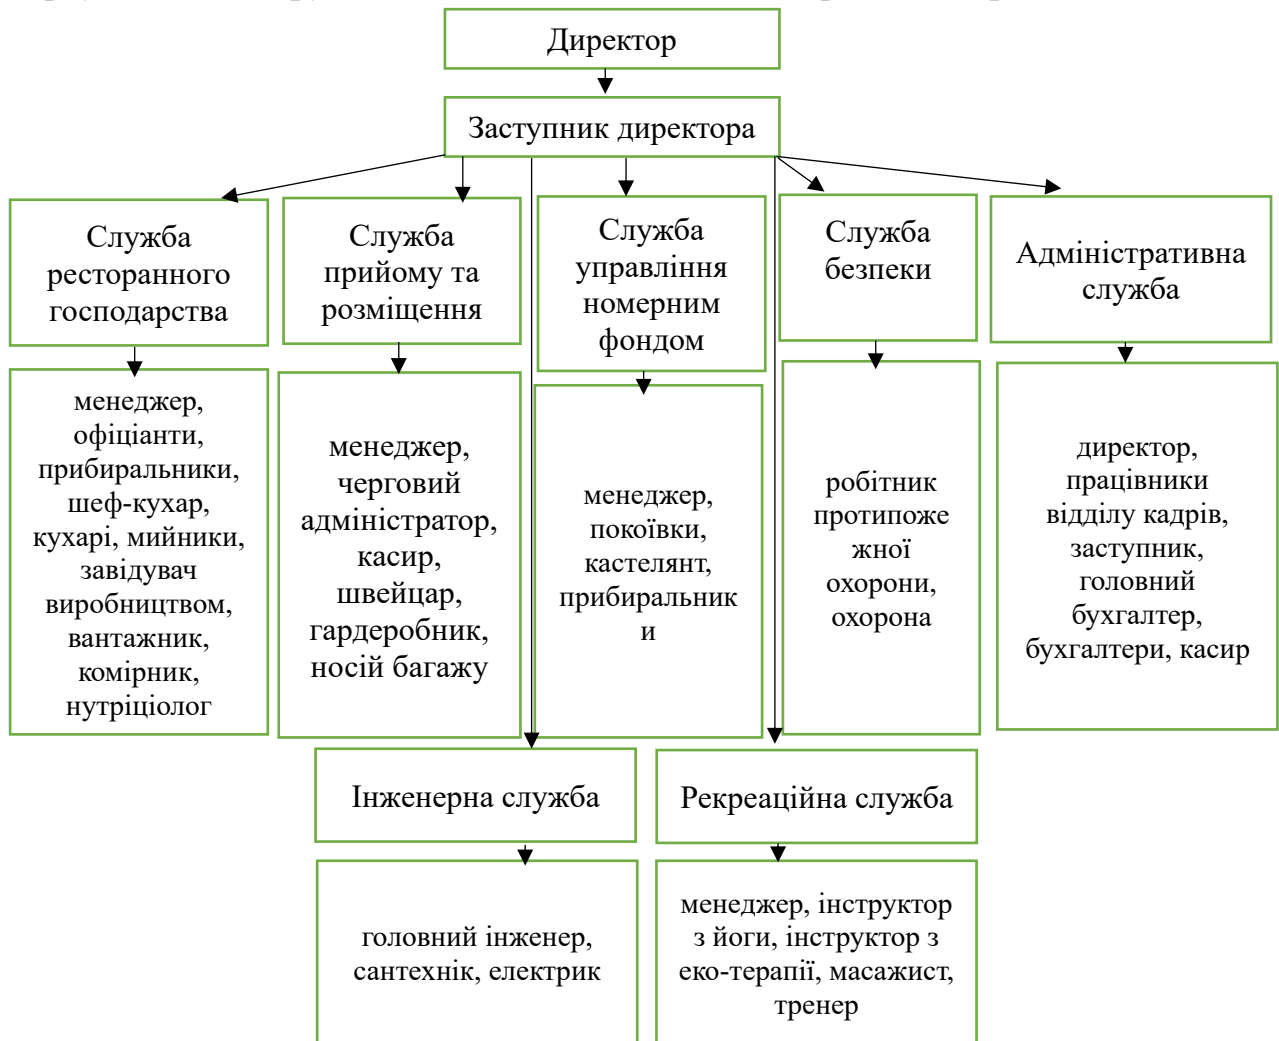 Директор
Заступник директора
Служба
ресторанного
господарства
Служба
прийому та
розміщення
Служба
управління
номерним
фондом
Служба
безпеки
Адміністративна
служба
менеджер,
офіціанти,
прибиральники,
шеф-кухар,
кухарі, мийники,
завідувач
виробництвом,
вантажник,
комірник,
нутріціолог
менеджер,
черговий
адміністратор,
касир,
швейцар,
гардеробник,
носій багажу
менеджер,
покоївки,
кастелянт,
прибиральник
и
робітник
протипоже
жної
охорони,
охорона
директор,
працівники
відділу кадрів,
заступник,
головний
бухгалтер,
бухгалтери, касир
Інженерна служба
Рекреаційна служба
головний інженер,
сантехнік, електрик
менеджер, інструктор
з йоги, інструктор з
еко-терапії, масажист,
тренер